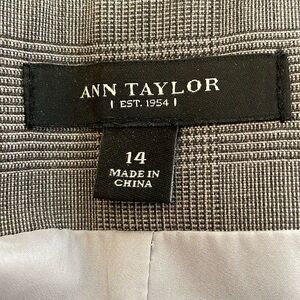 ANN TAYLOR
EST. 1954
14
MADE IN
CHINA